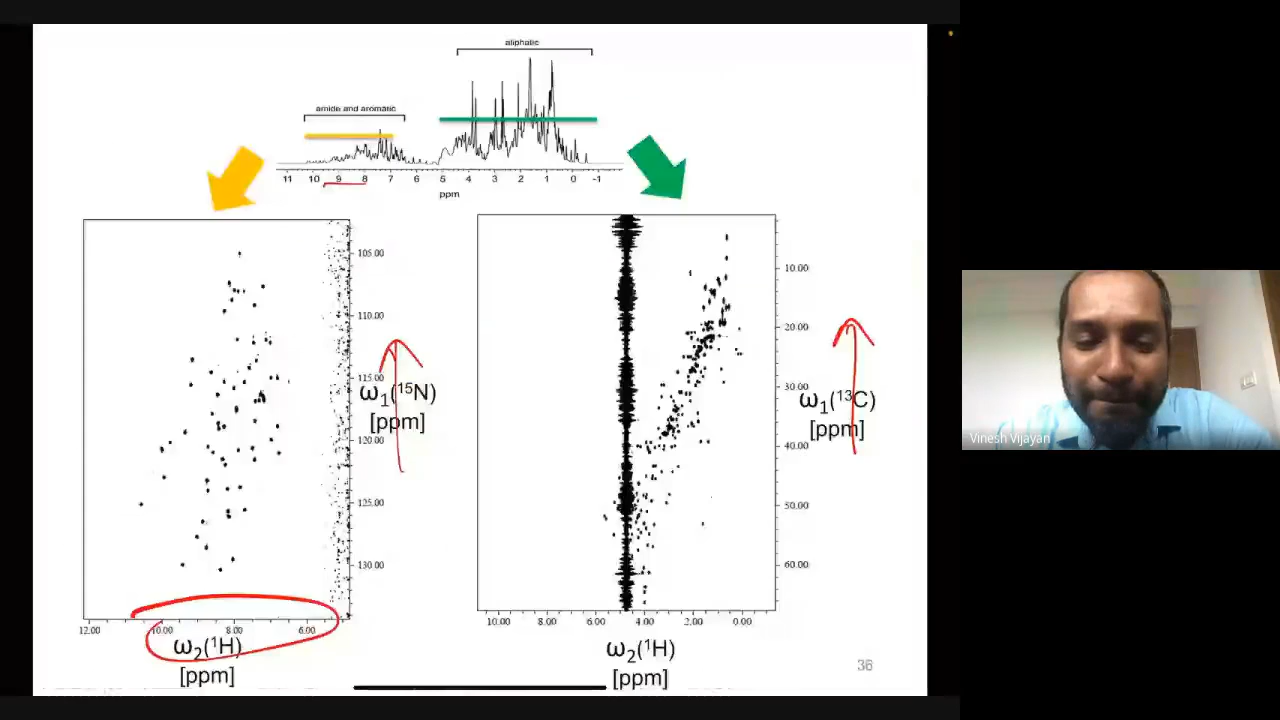 aliphatic
amide and aromatic
11 10 9 8 7 6 5 4 3 2 1 0 -1
ppm
105.00
110.00
115.00
120.00
125.00
130.00
ω1(15N)
[ppm]
12.00 10.00 8.00 6.00
ω2(1H)
[ppm]
10.00
20.00
30.00
40.00
50.00
60.00
ω1(13C)
[ppm]
10.00 8.00 6.00 4.00 2.00 0.00
ω2(1H)
[ppm]
36
Vinesh Vijayan